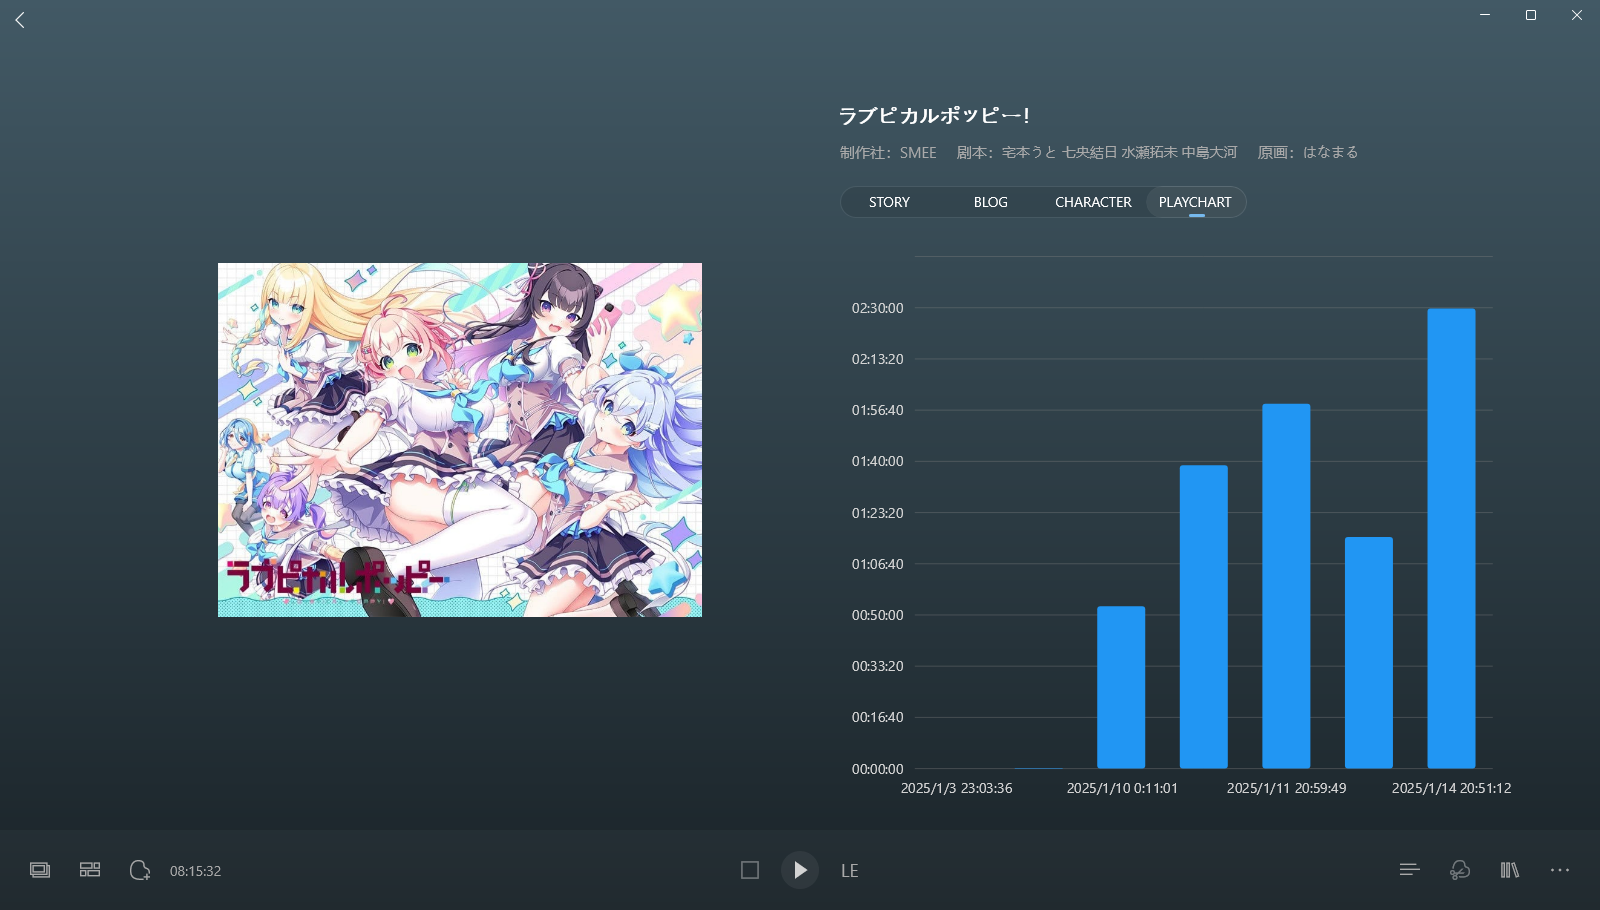 ラブピカルポッピー!
制作社：SMEE 剧本：宅本うと 七央結日 水瀬拓未 中島大河 原画：はなまる
STORY BLOG CHARACTER PLAYCHART
ラブピカルポッピー
02:30:00
02:13:20
01:56:40
01:40:00
01:23:20
01:06:40
00:50:00
00:33:20
00:16:40
00:00:00
2025/1/3 23:03:36 2025/1/10 0:11:01 2025/1/11 20:59:49 2025/1/14 20:51:12
08:15:32 LE